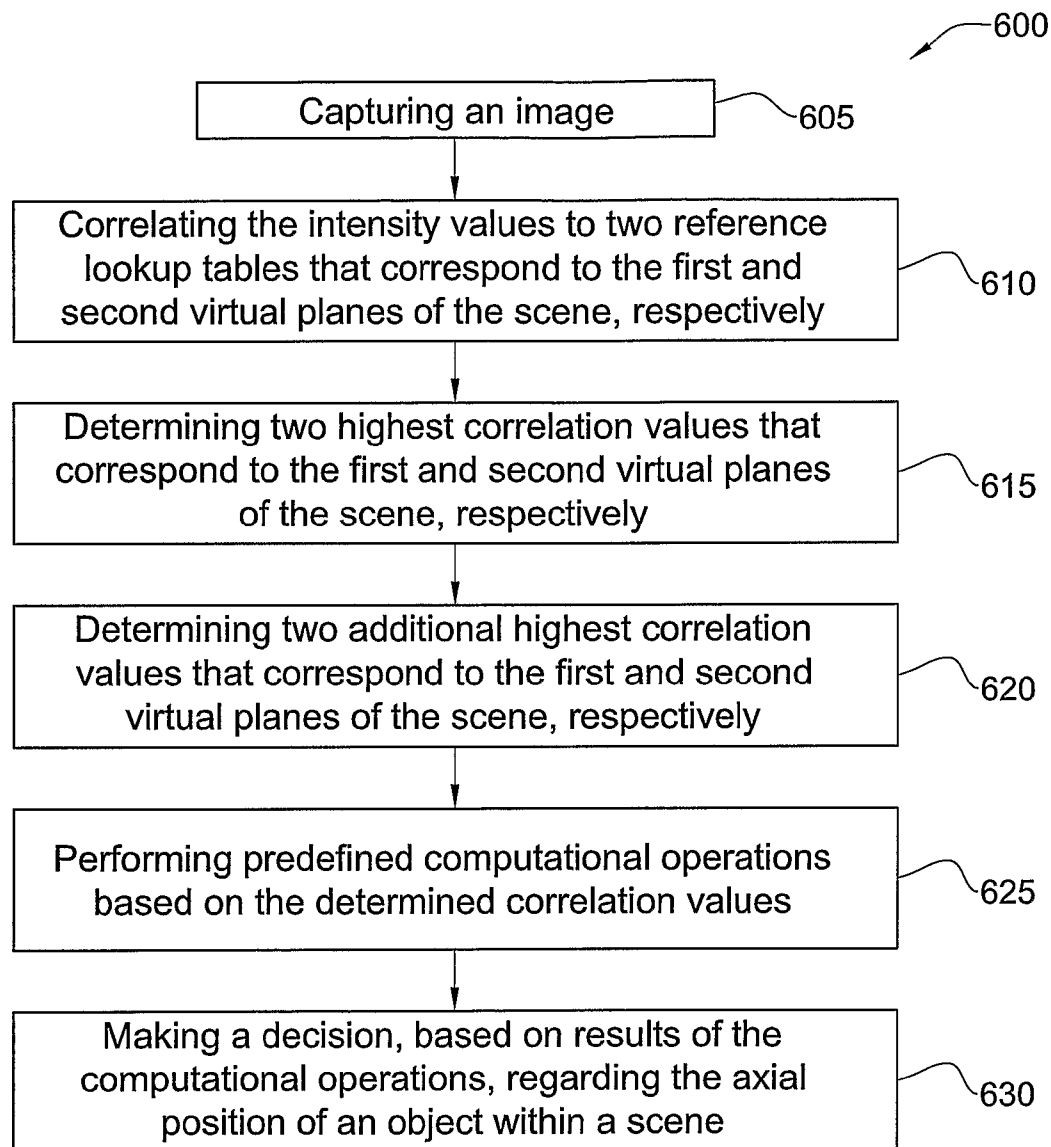 600
Capturing an image
605
Correlating the intensity values to two reference
lookup tables that correspond to the first and
second virtual planes of the scene, respectively
610
Determining two highest correlation values that
correspond to the first and second virtual planes
of the scene, respectively
615
Determining two additional highest correlation
values that correspond to the first and second
virtual planes of the scene, respectively
620
Performing predefined computational operations
based on the determined correlation values
625
Making a decision, based on results of the
computational operations, regarding the axial
position of an object within a scene
630